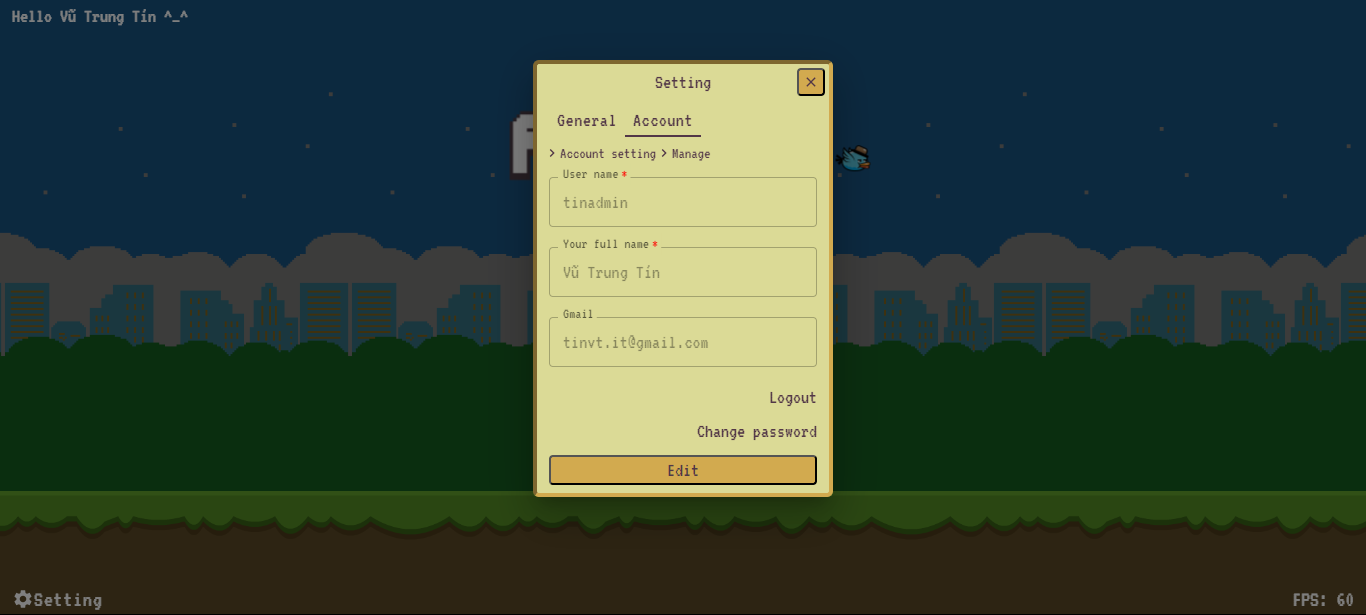 Hello Vũ Trung Tín ^_^
Setting
General Account
> Account setting > Manage
User name *
tinadmin
Your full name *
Vũ Trung Tín
Gmail
tinvt.it@gmail.com
Logout
Change password
Edit
Setting
FPS: 60